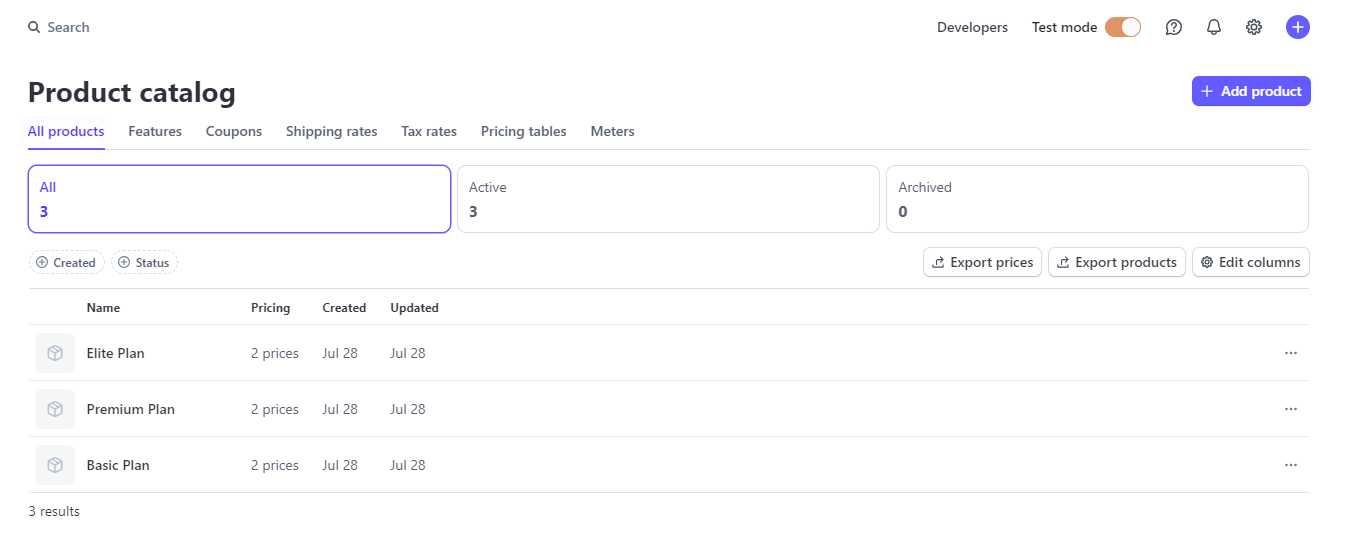 Search Developers Test mode
Product catalog Add product
All products Features Coupons Shipping rates Tax rates Pricing tables Meters
All Active Archived
3 3 0
Created Status Export prices Export products Edit columns
Name Pricing Created Updated
Elite Plan 2 prices Jul 28 Jul 28
Premium Plan 2 prices Jul 28 Jul 28
Basic Plan 2 prices Jul 28 Jul 28
3 results